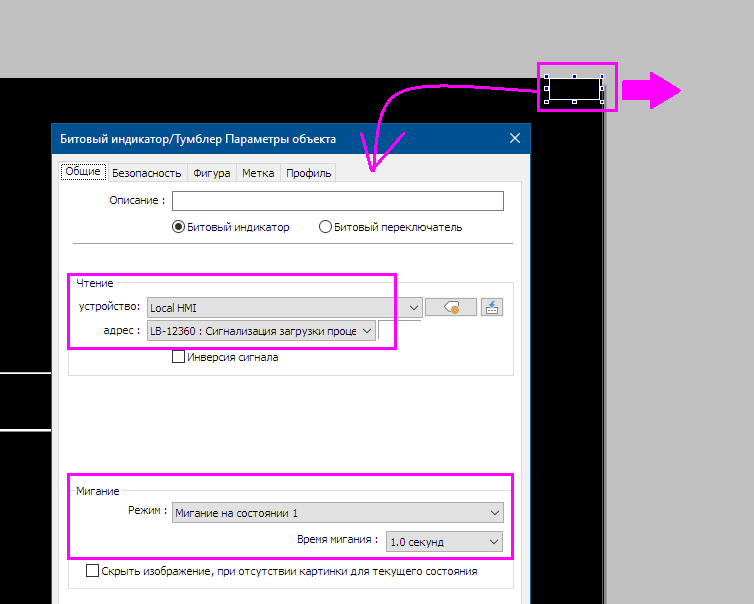 Битовый индикатор/Тумблер Параметры объекта
Общие Безопасность Фигура Метка Профиль
Описание :
Битовый индикатор Битовый переключатель
Чтение
устройство: Local HMI
адрес : LB-12360 : Сигнализация загрузки проце
Инверсия сигнала
Мигание
Режим : Мигание на состоянии 1
Время мигания : 1.0 секунд
Скрыть изображение, при отсутствии картинки для текущего состояния